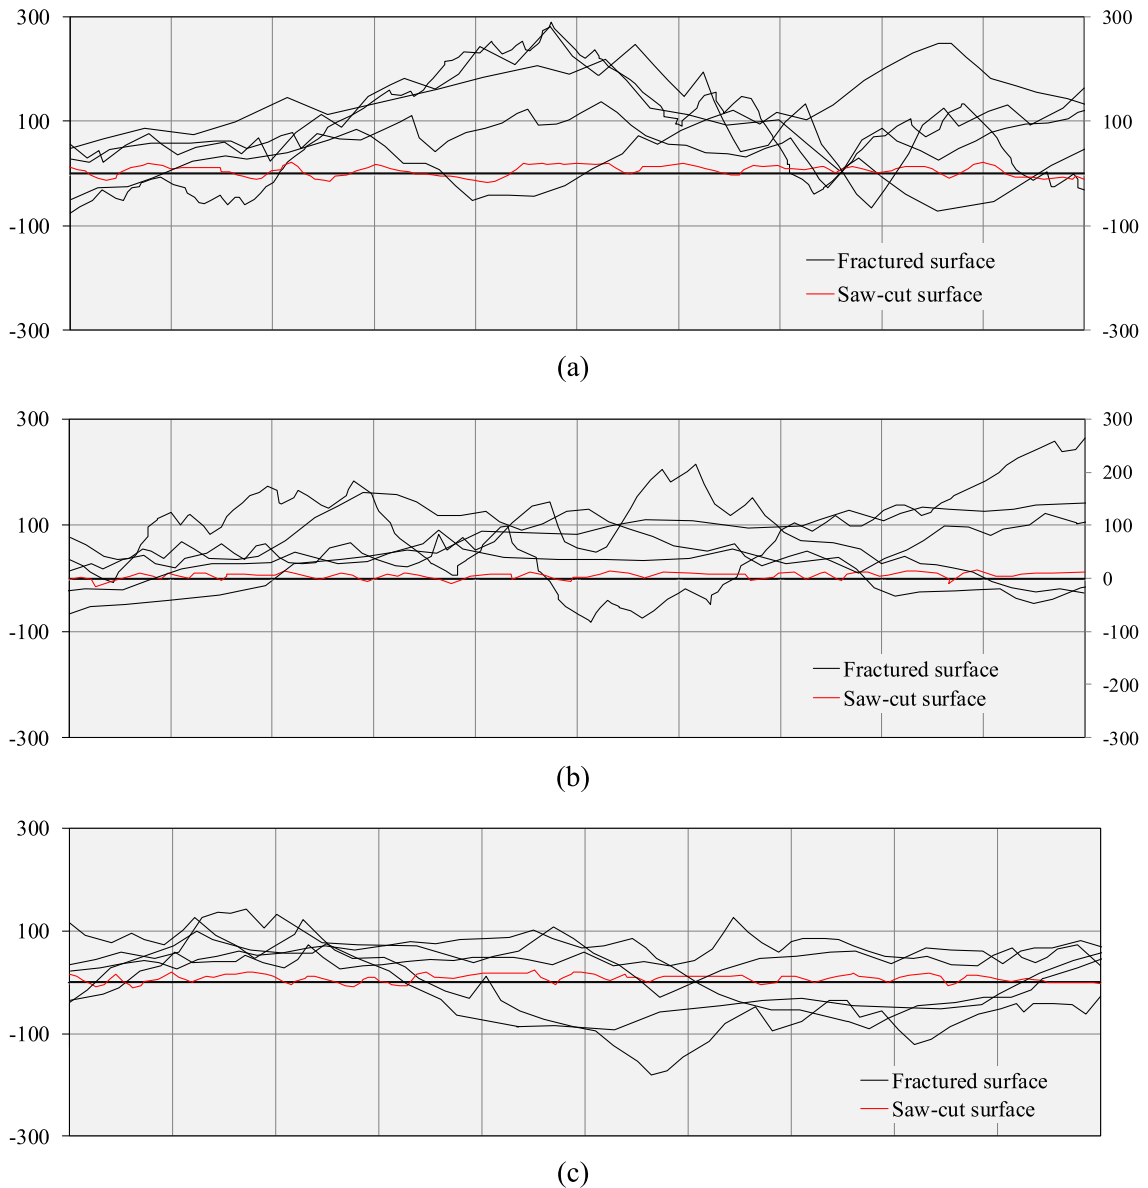 300 300
100 100
-100 -100
Fractured surface
Saw-cut surface
-300 -300
(a)
300 300
200
100 100
0
-100 -100
Fractured surface
-200
Saw-cut surface
-300 -300
(b)
300
100
-100
Fractured surface
Saw-cut surface
-300
(c)